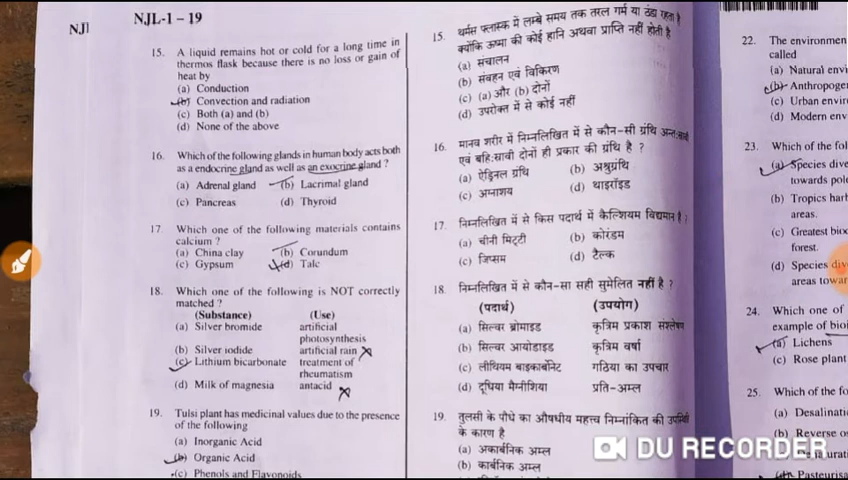 NJ
NJL-1 – 19
15. A liquid remains hot or cold for a long time in
thermos flask because there is no loss or gain of
heat by
(a) Conduction
(b) Convection and radiation
(c) Both (a) and (b)
(d) None of the above
16. Which of the following glands in human body acts both
as a endocrine gland as well as an exocrine gland ?
(a) Adrenal gland (b) Lacrimal gland
(c) Pancreas (d) Thyroid
17. Which one of the following materials contains
calcium ?
(a) China clay (b) Corundum
(c) Gypsum (d) Talc
18. Which one of the following is NOT correctly
matched ?
(Substance) (Use)
(a) Silver bromide artificial
photosynthesis
(b) Silver iodide artificial rain
(c) Lithium bicarbonate treatment of
rheumatism
(d) Milk of magnesia antacid
19. Tulsi plant has medicinal values due to the presence
of the following
(a) Inorganic Acid
(b) Organic Acid
(c) Phenols and Flavonoids
15. थर्मस फ्लास्क में लम्बे समय तक तरल गर्म या ठंडा रहता है
क्योंकि ऊष्मा की कोई हानि अथवा प्राप्ति नहीं होती है
(a) संचालन
(b) संवहन एवं विकिरण
(c) (a) और (b) दोनों
(d) उपरोक्त में से कोई नहीं
16. मानव शरीर में निम्नलिखित में से कौन-सी ग्रंथि अन्तःस्रावी
एवं बहिःस्रावी दोनों ही प्रकार की ग्रंथि है ?
(a) ऐड्रिनल ग्रंथि (b) अश्रुग्रंथि
(c) अग्नाशय (d) थाइरॉइड
17. निम्नलिखित में से किस पदार्थ में कैल्शियम विद्यमान है ?
(a) चीनी मिट्टी (b) कोरंडम
(c) जिप्सम (d) टैल्क
18. निम्नलिखित में से कौन-सा सही सुमेलित नहीं है ?
(पदार्थ) (उपयोग)
(a) सिल्वर ब्रोमाइड कृत्रिम प्रकाश संश्लेषण
(b) सिल्वर आयोडाइड कृत्रिम वर्षा
(c) लीथियम बाइकार्बोनेट गठिया का उपचार
(d) दूधिया मैग्नीशिया प्रति-अम्ल
19. तुलसी के पौधे का औषधीय महत्त्व निम्नांकित की उपस्थिति
के कारण है
(a) अकार्बनिक अम्ल
(b) कार्बनिक अम्ल
22. The environmen
called
(a) Natural envi
(b) Anthropoge
(c) Urban envir
(d) Modern env
23. Which of the fol
(a) Species dive
towards pol
(b) Tropics har
areas.
(c) Greatest bio
forest.
(d) Species div
areas towar
24. Which one of
example of bio
(a) Lichens
(c) Rose plant
25. Which of the fo
(a) Desalinati
(b) Reverse o
Pasteurisa
DU RECORDER